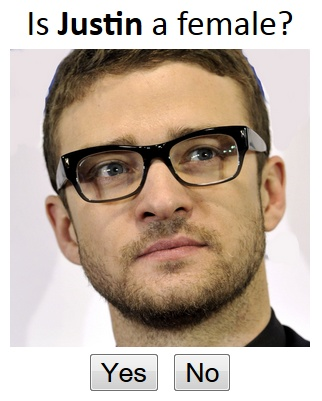 Is Justin a female?
Yes No